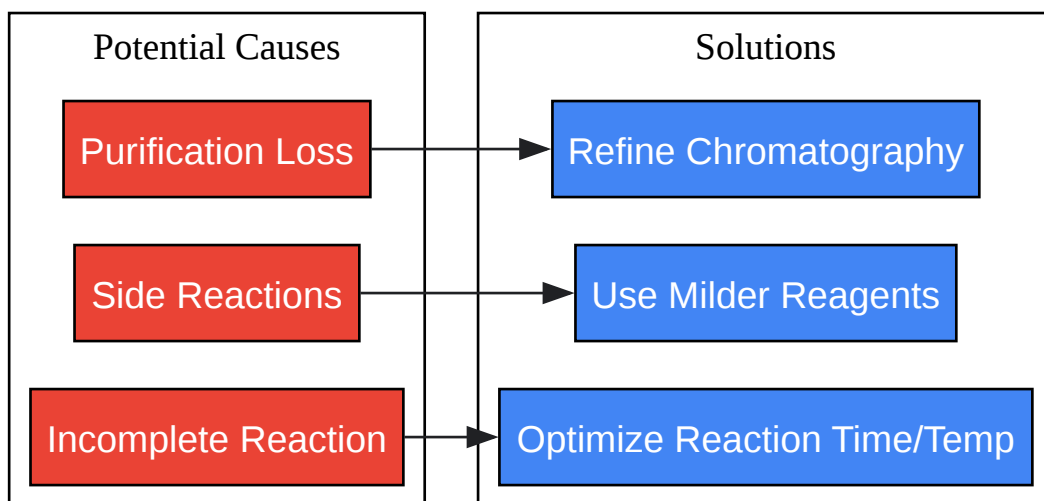 Potential Causes
Solutions
Purification Loss
Refine Chromatography
Side Reactions
Use Milder Reagents
Incomplete Reaction
Optimize Reaction Time/Temp